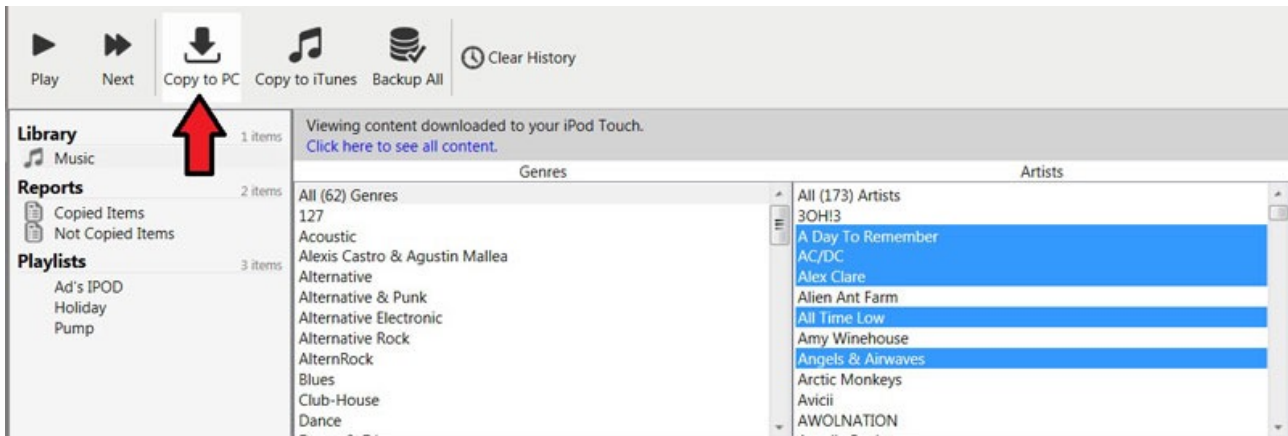 Play Next Copy to PC Copy to iTunes Backup All Clear History
Library 1 items
Music
Reports 2 items
Copied Items
Not Copied Items
Playlists 3 items
Ad's IPOD
Holiday
Pump
Viewing content downloaded to your iPod Touch.
Click here to see all content.
Genres
All (62) Genres
127
Acoustic
Alexis Castro & Agustin Mallea
Alternative
Alternative & Punk
Alternative Electronic
Alternative Rock
AlternRock
Blues
Club-House
Dance
Artists
All (173) Artists
3OH!3
A Day To Remember
AC/DC
Alex Clare
Alien Ant Farm
All Time Low
Amy Winehouse
Angels & Airwaves
Arctic Monkeys
Avicii
AWOLNATION